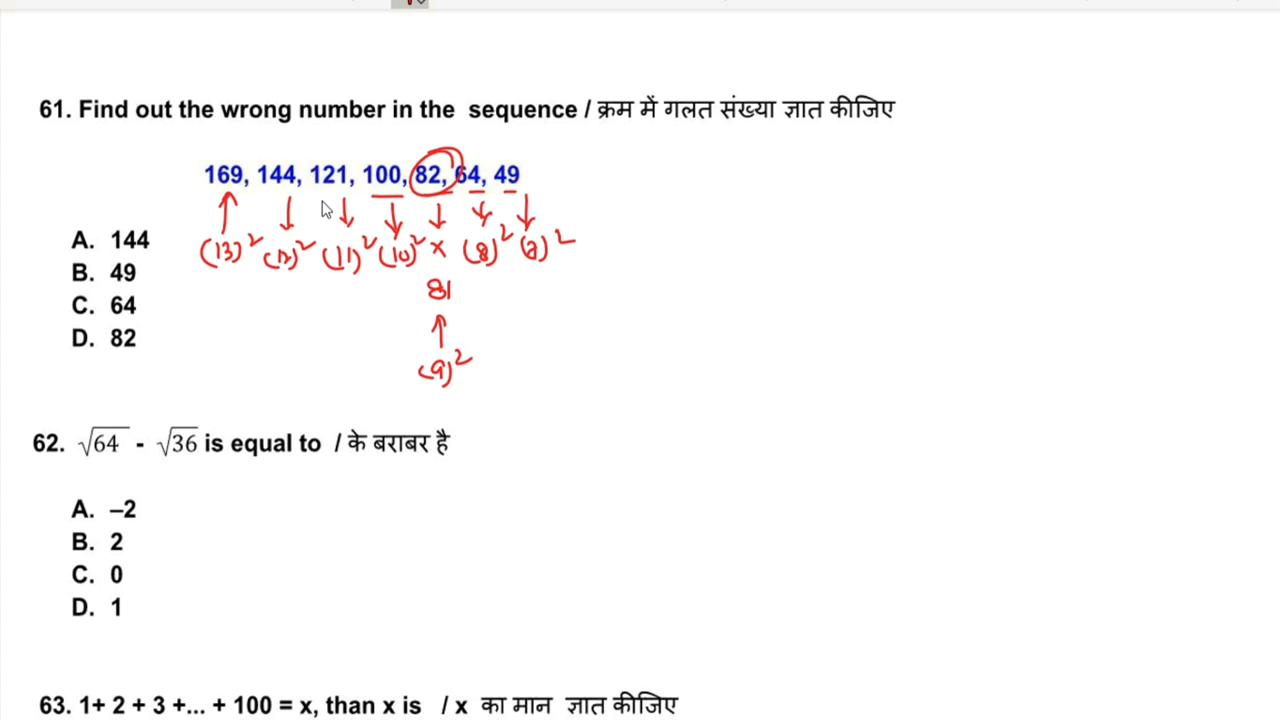 61. Find out the wrong number in the sequence / क्रम में गलत संख्या ज्ञात कीजिए
169, 144, 121, 100, 82, 64, 49
(13)² (12)² (11)² (10)² × (8)² (7)²
A. 144
B. 49
81
C. 64
D. 82
(9)²
62. √64 - √36 is equal to / के बराबर है
A. –2
B. 2
C. 0
D. 1
63. 1+ 2 + 3 +... + 100 = x, than x is / x का मान ज्ञात कीजिए